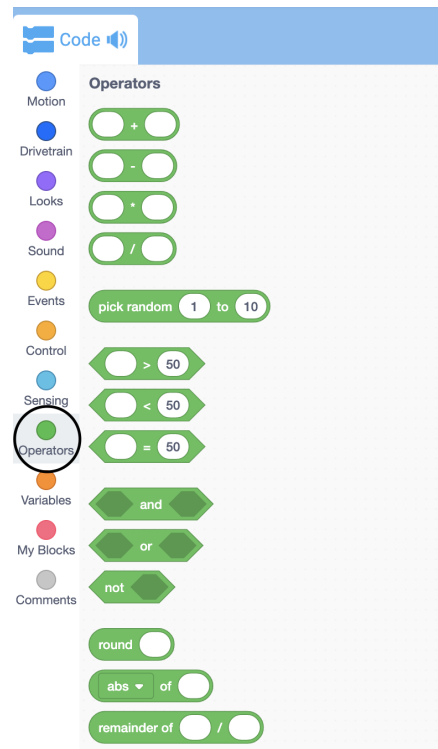 Code
Motion
Drivetrain
Looks
Sound
Events
Control
Sensing
Operators
Variables
My Blocks
Comments
Operators
+
-
*
/
pick random 1 to 10
> 50
< 50
= 50
and
or
not
round
abs of
remainder of /